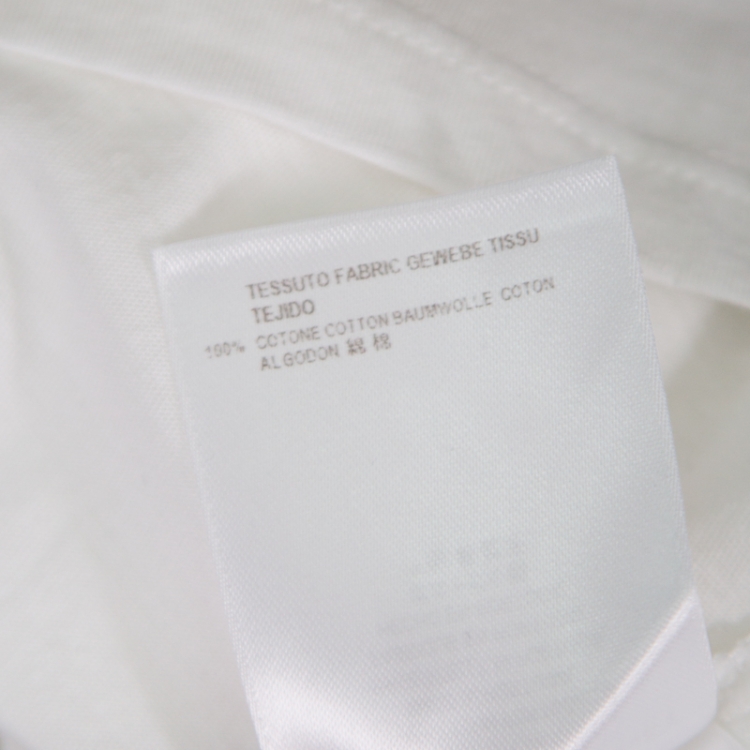 TESSUTO FABRIC GEWEBE TISSU
TEJIDO
100% COTONE COTTON BAUMWOLLE COTON
ALGODON 綿 棉